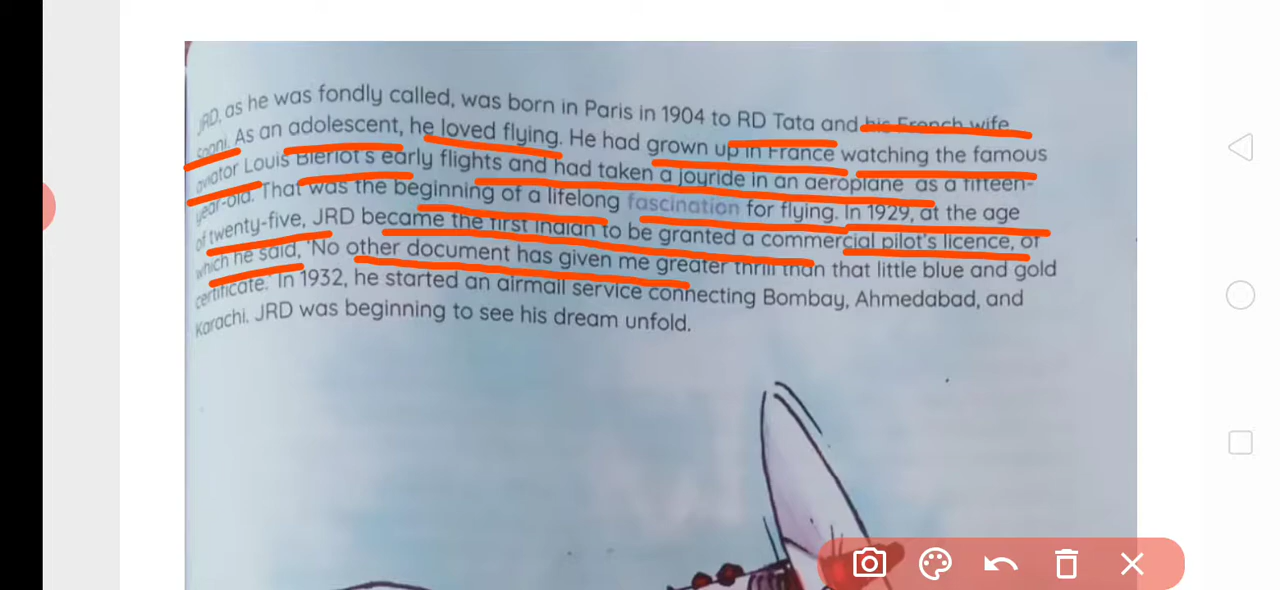 JRD, as he was fondly called, was born in Paris in 1904 to RD Tata and his French wife
Sooni. As an adolescent, he loved flying. He had grown up in France watching the famous
aviator Louis Bleriot's early flights and had taken a joyride in an aeroplane as a fifteen-
year-old. That was the beginning of a lifelong fascination for flying. In 1929, at the age
of twenty-five, JRD became the first Indian to be granted a commercial pilot's licence, of
which he said, 'No other document has given me greater thrill than that little blue and gold
certificate.' In 1932, he started an airmail service connecting Bombay, Ahmedabad, and
Karachi. JRD was beginning to see his dream unfold.